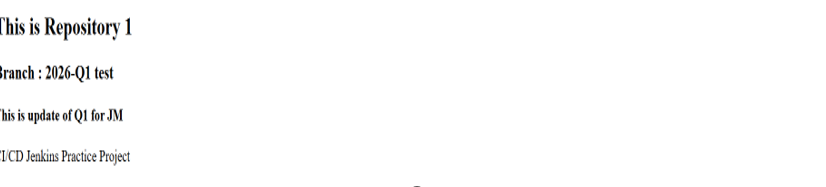 This is Repository 1
Branch : 2026-Q1 test
This is update of Q1 for JM
CI/CD Jenkins Practice Project